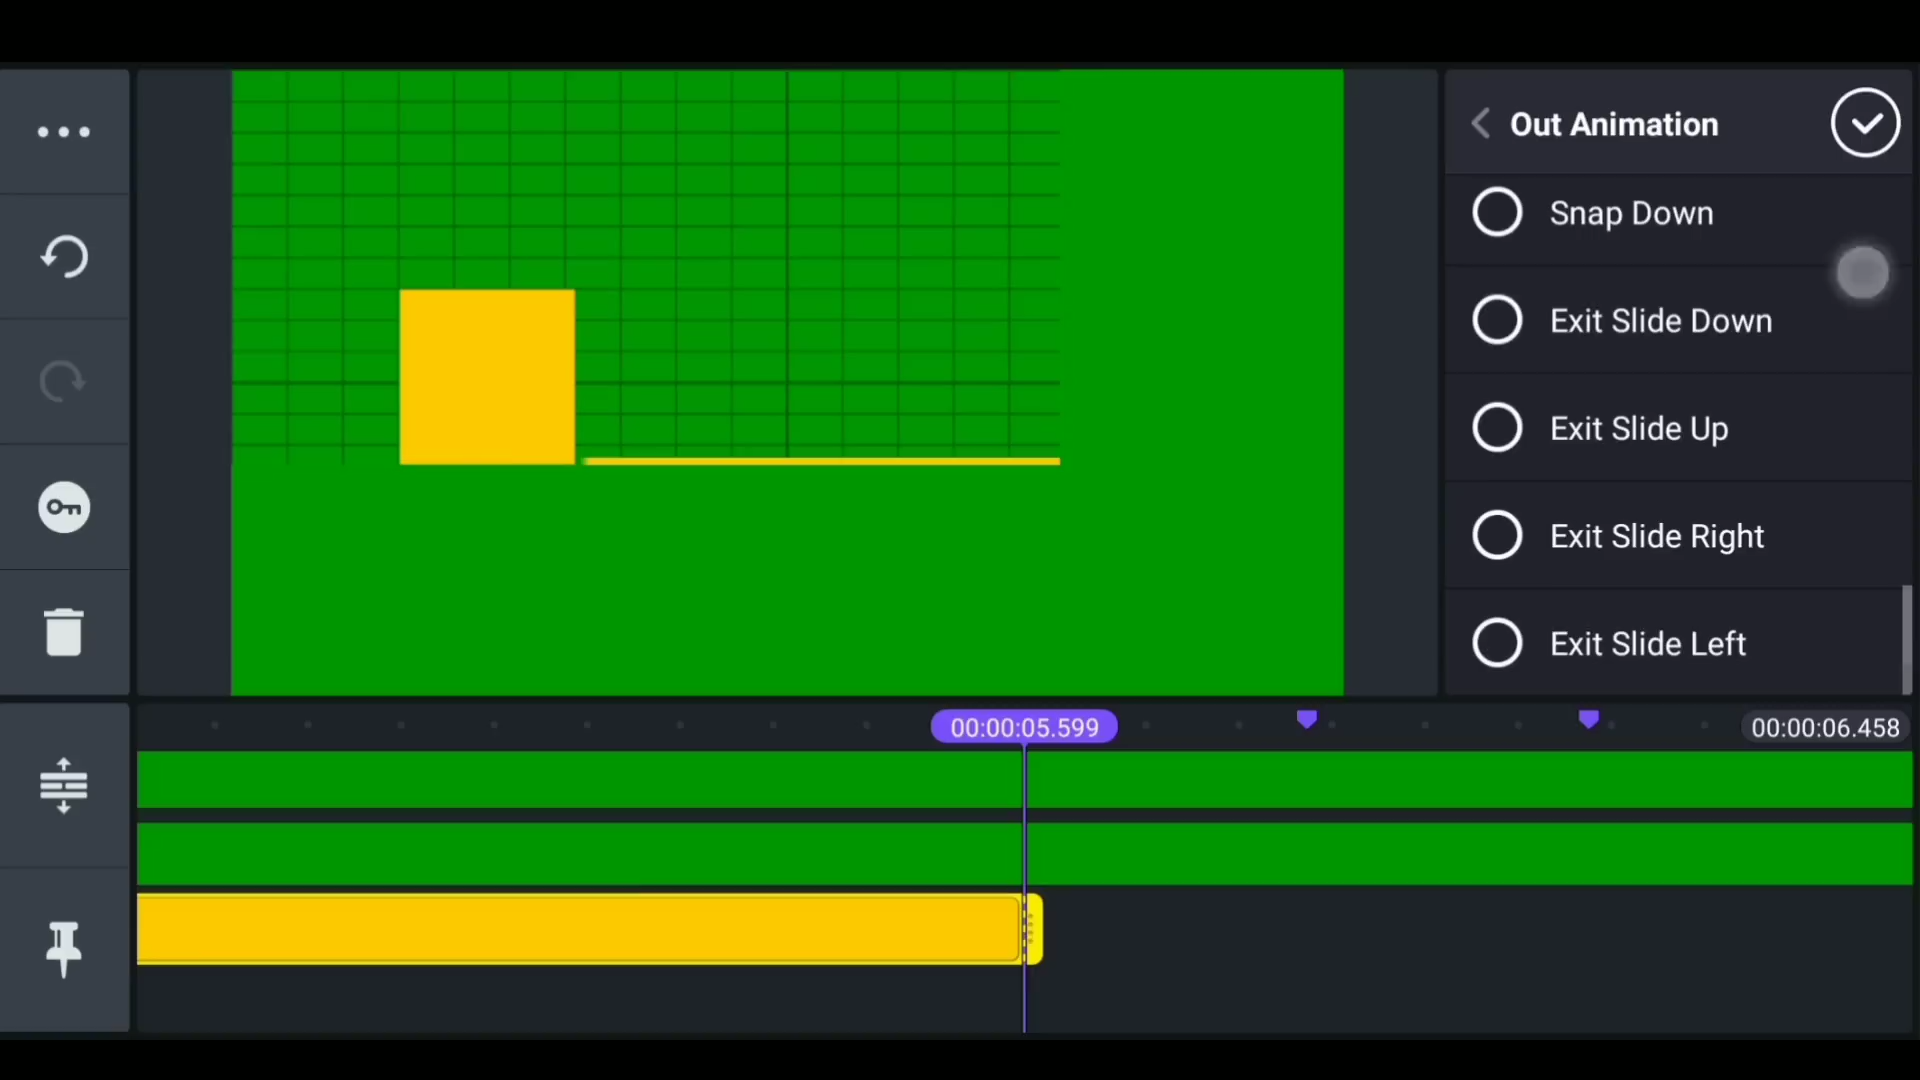 Out Animation
Snap Down
Exit Slide Down
Exit Slide Up
Exit Slide Right
Exit Slide Left
00:00:05.599
00:00:06.458